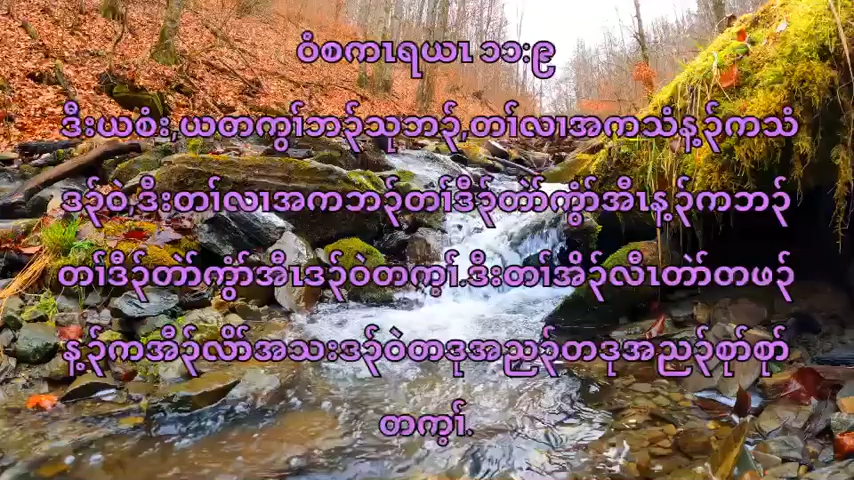 ဝံစကၤရယၤ ၁၁:၉
ဒီးယစံး,ယတကွၢ်ဘၣ်သုဘၣ်,တၢ်လၢအကသံန့ၣ်ကသံ
ဒၣ်ဝဲ,ဒီးတၢ်လၢအကဘၣ်တၢ်ဒီၣ်တဲာ်ကွံာ်အီၤန့ၣ်ကဘၣ်
တၢ်ဒီၣ်တဲာ်ကွံာ်အီၤဒၣ်ဝဲတက့ၢ်.ဒီးတၢ်အိၣ်လီၤတဲာ်တဖၣ်
န့ၣ်ကအီၣ်လိာ်အသးဒၣ်ဝဲတဒုအညၣ်တဒုအညၣ်စုာ်စုာ်
တက့ၢ်.